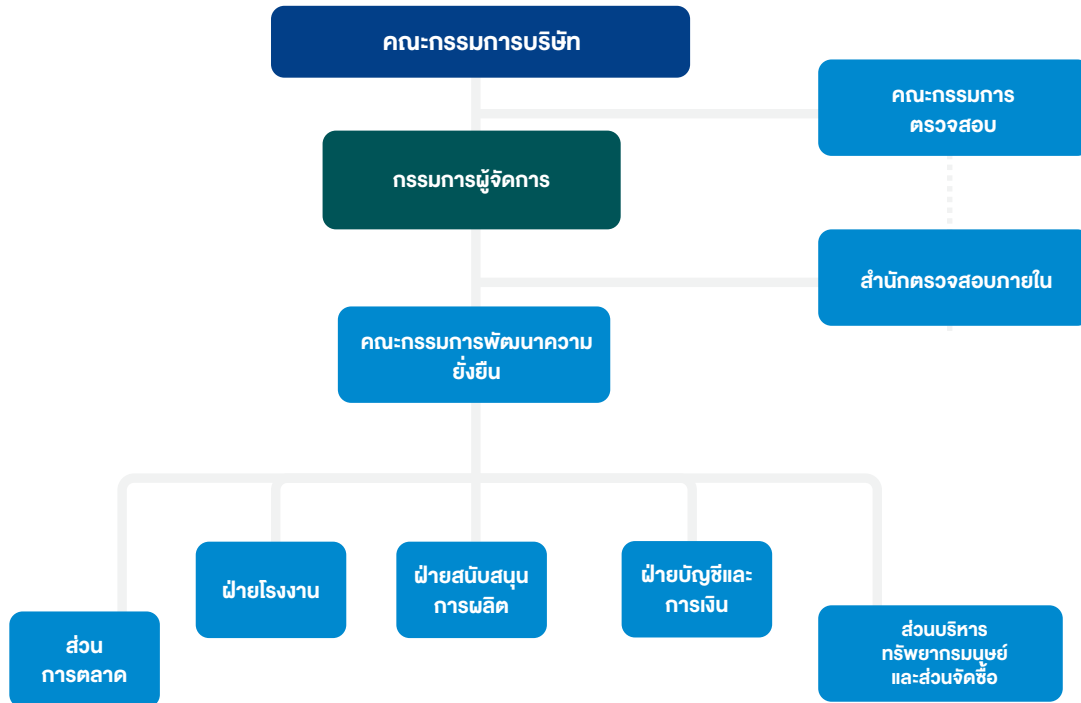 คณะกรรมการบริษัท
คณะกรรมการ
ตรวจสอบ
กรรมการผู้จัดการ
สำนักตรวจสอบภายใน
คณะกรรมการพัฒนาความ
ยั่งยืน
ส่วน
การตลาด
ฝ่ายโรงงาน
ฝ่ายสนับสนุน
การผลิต
ฝ่ายบัญชีและ
การเงิน
ส่วนบริหาร
ทรัพยากรมนุษย์
และส่วนจัดซื้อ